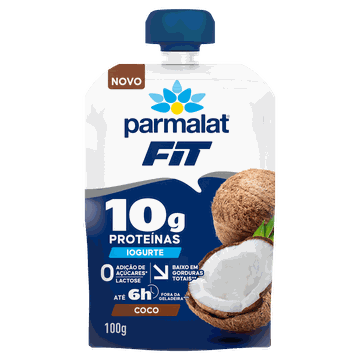 NOVO
parmalat
FIT
10g
PROTEÍNAS
IOGURTE
0 ADIÇÃO DE AÇÚCARES* LACTOSE
BAIXO EM GORDURAS TOTAIS**
ATÉ 6h FORA DA GELADEIRA**
COCO
100g